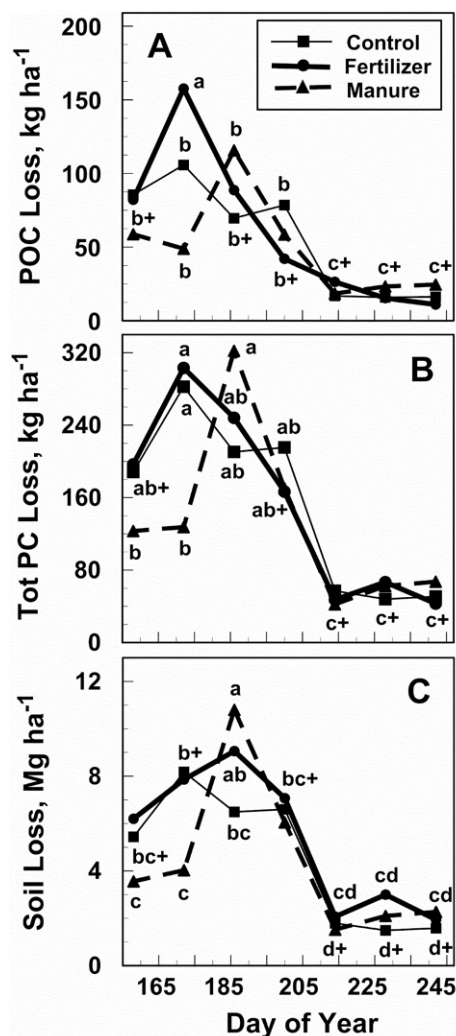 A
Control
Fertilizer
Manure
POC Loss, kg ha⁻¹
200
150
100
50
0
a
b
b
b
b+
b+
b
b+
c+
c+
c+
B
Tot PC Loss, kg ha⁻¹
320
240
160
80
0
a
a
ab
a
ab
ab+
ab
ab+
b
b
c+
c+
c+
C
Soil Loss, Mg ha⁻¹
12
8
4
0
a
b+
ab
bc+
bc+
bc
c
c
cd
cd
cd
d+
d+
d+
165
185
205
225
245
Day of Year